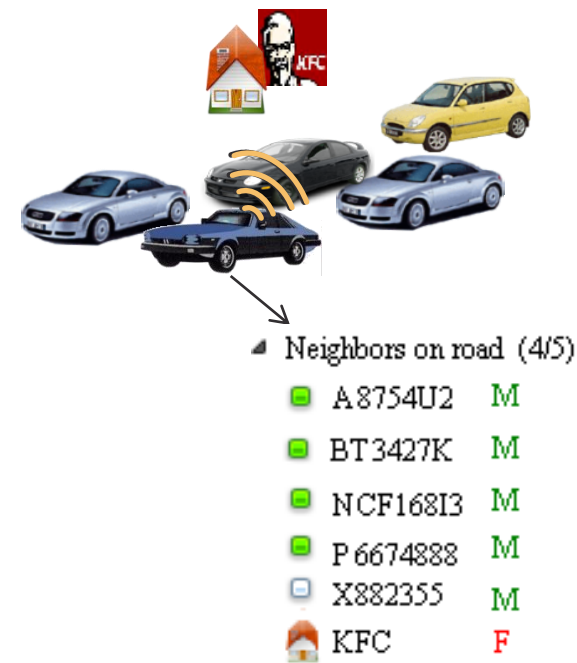 KFC
Neighbors on road (4/5)
A8754U2 M
BT3427K M
NCF168I3 M
P6674888 M
X882355 M
KFC F